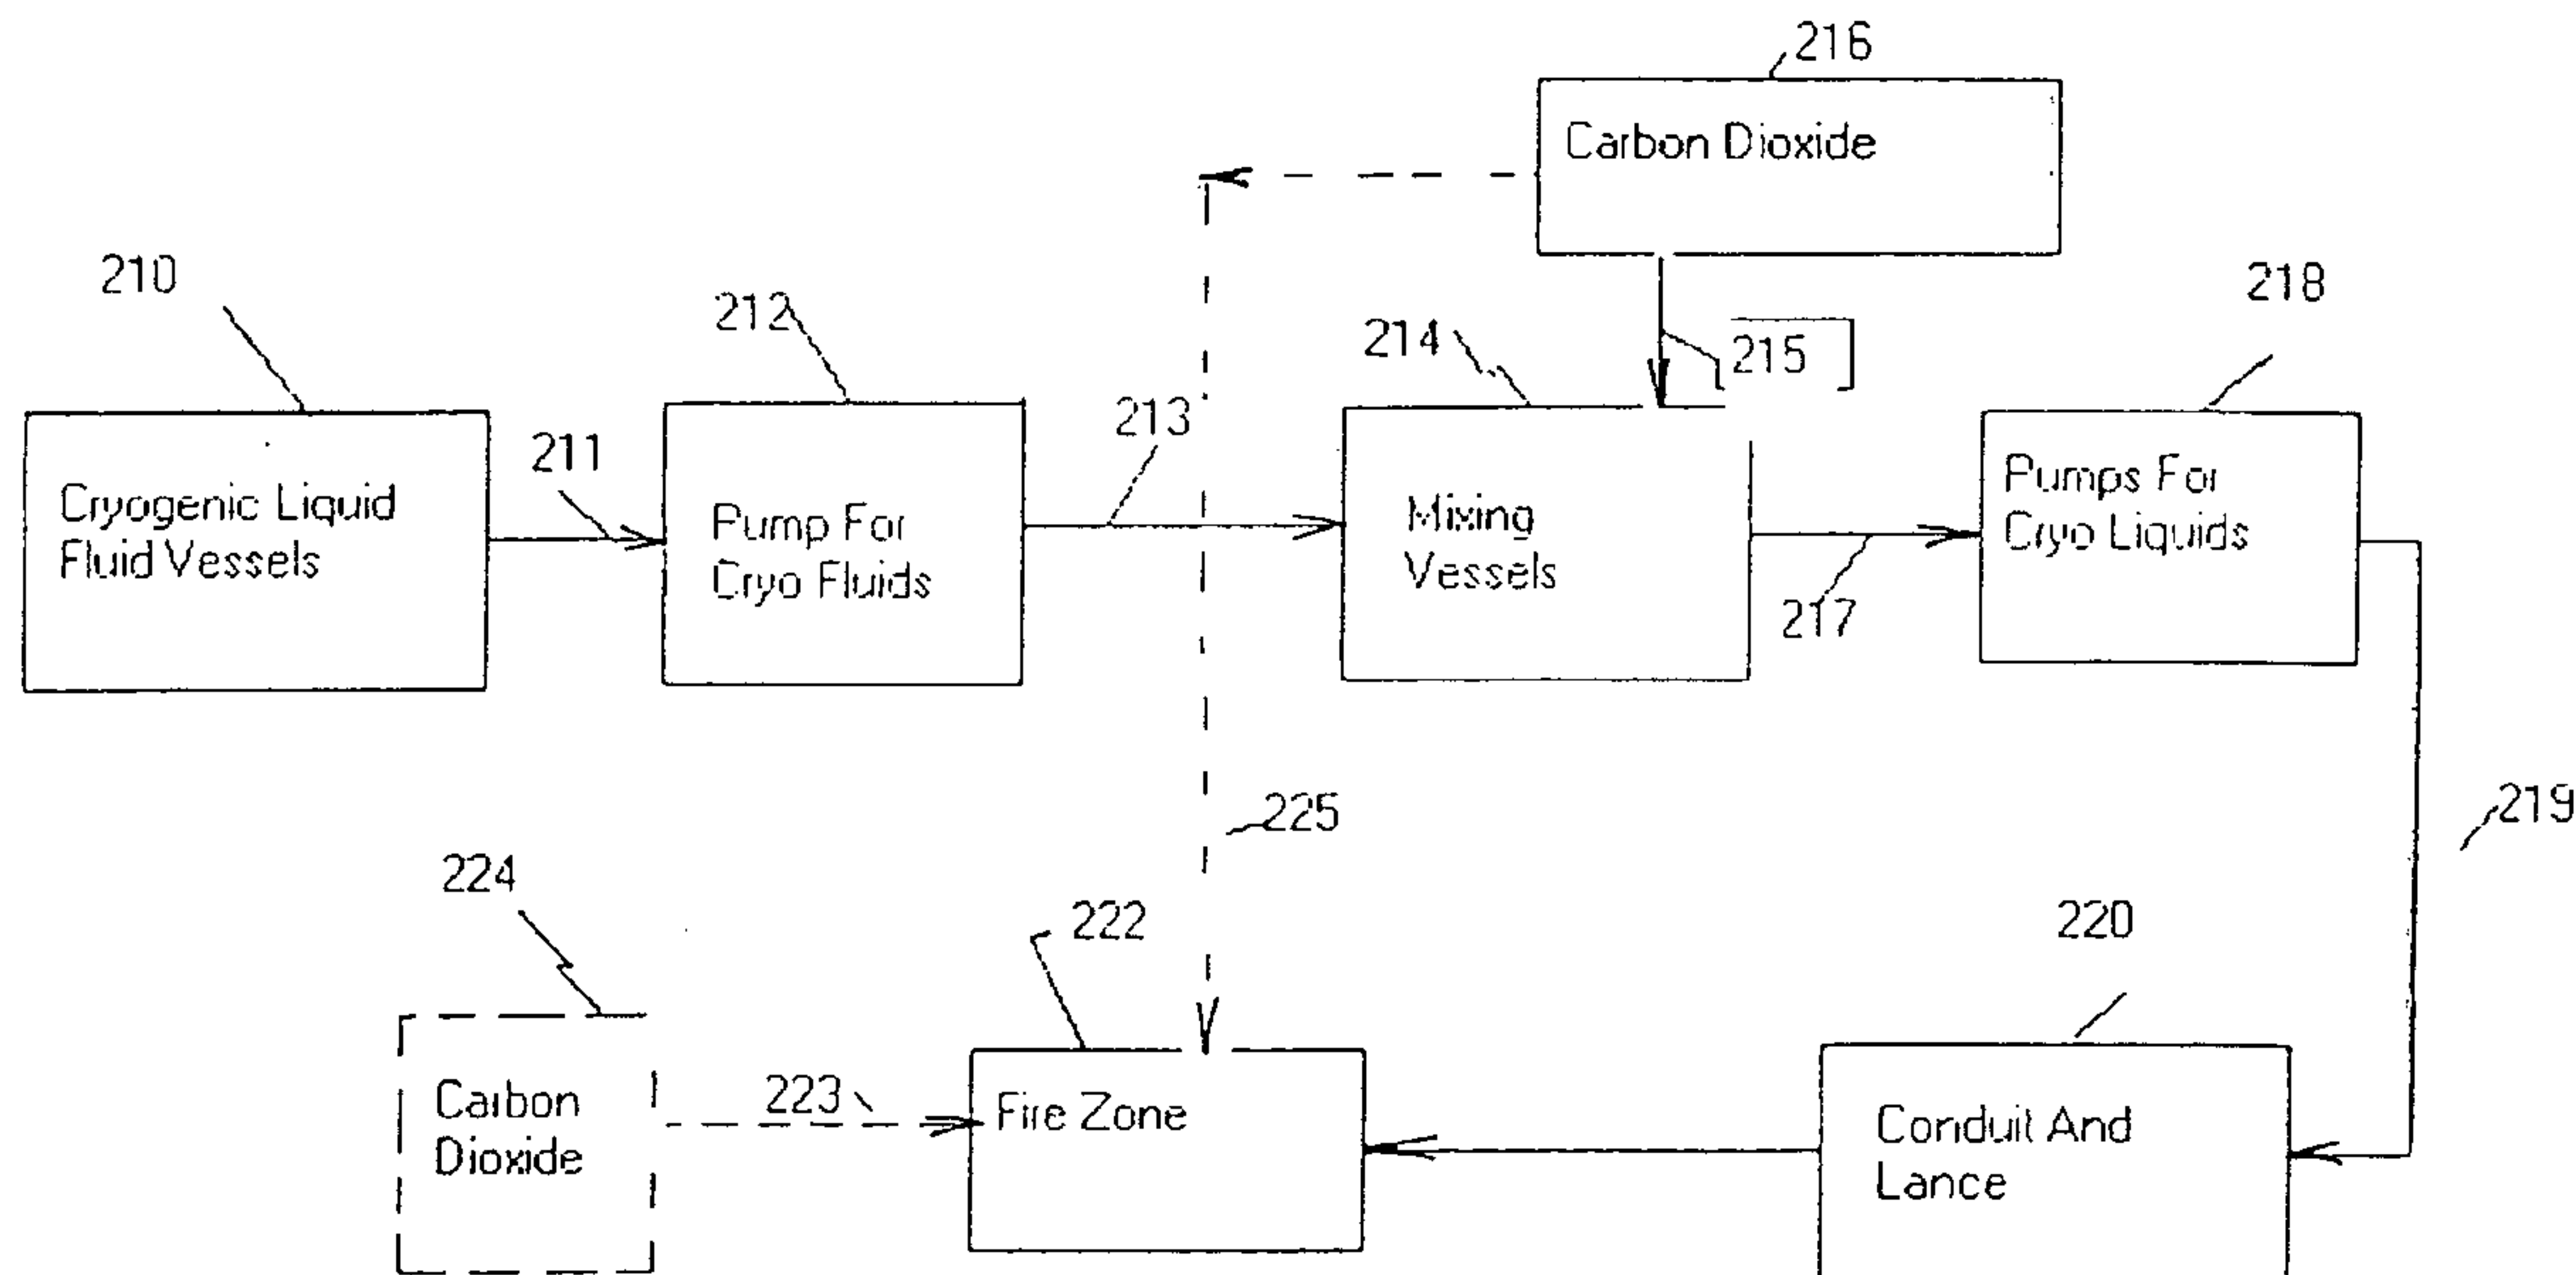 216
Carbon Dioxide
210
212
214
215
218
213
211
Cryogenic Liquid
Fluid Vessels
Pump For
Cryo Fluids
Mixing
Vessels
Pumps For
Cryo Liquids
217
225
219
224
222
220
Carbon
Dioxide
223
Fire Zone
Conduit And
Lance